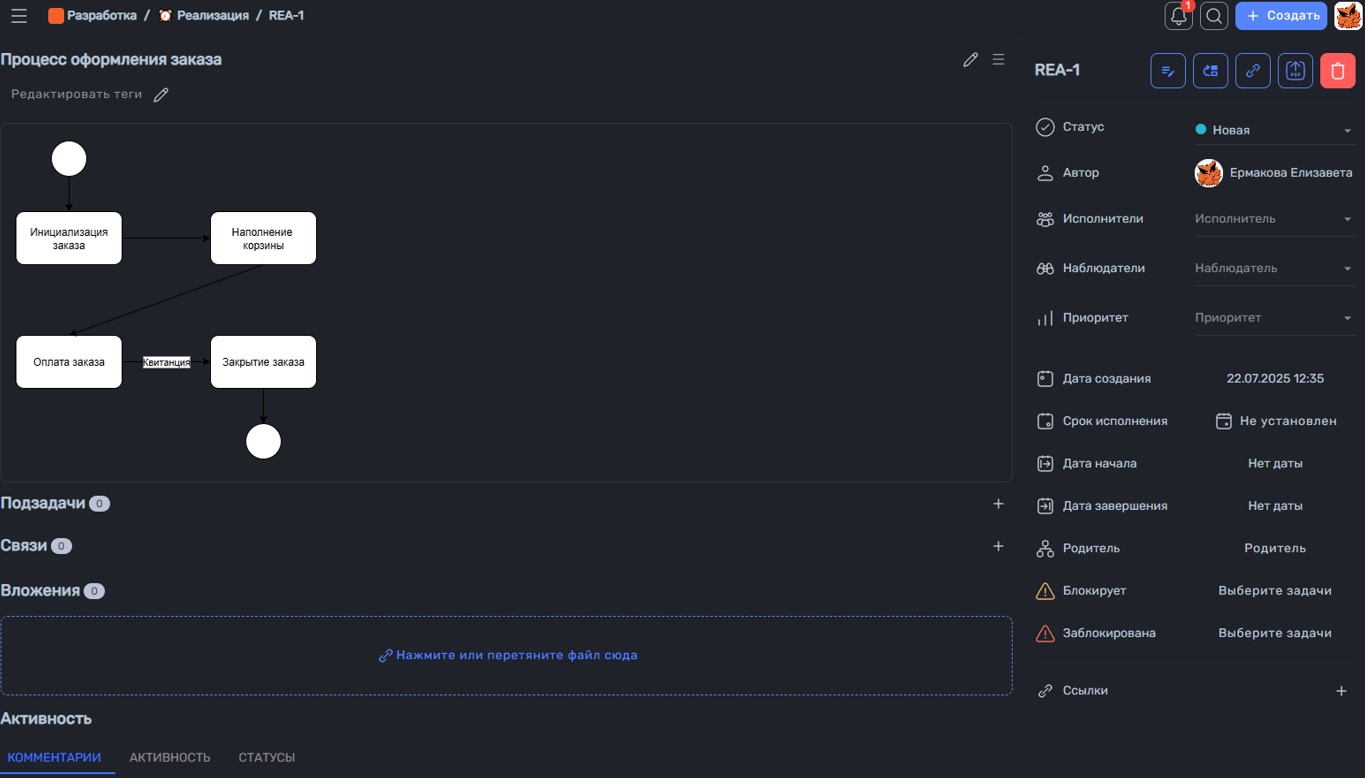 Разработка / Реализация / REA-1
1
Создать
Процесс оформления заказа
Редактировать теги
Инициализация
заказа
Наполнение
корзины
Оплата заказа
Квитанция
Закрытие заказа
Подзадачи 0
Связи 0
Вложения 0
Нажмите или перетяните файл сюда
Активность
КОММЕНТАРИИ АКТИВНОСТЬ СТАТУСЫ
REA-1
PDF
Статус Новая
Автор Ермакова Елизавета
Исполнители Исполнитель
Наблюдатели Наблюдатель
Приоритет Приоритет
Дата создания 22.07.2025 12:35
Срок исполнения Не установлен
Дата начала Нет даты
Дата завершения Нет даты
Родитель Родитель
Блокирует Выберите задачи
Заблокирована Выберите задачи
Ссылки